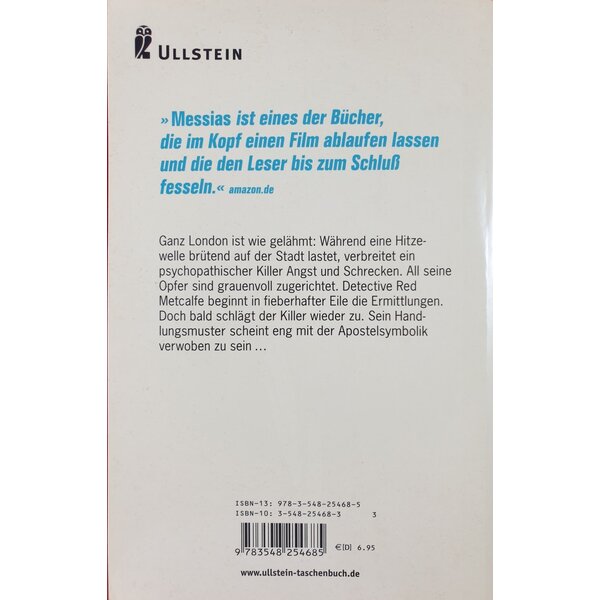 ULLSTEIN
» Messias ist eines der Bücher,
die im Kopf einen Film ablaufen lassen
und die den Leser bis zum Schluß
fesseln.« amazon.de
Ganz London ist wie gelähmt: Während eine Hitze-
welle brütend auf der Stadt lastet, verbreitet ein
psychopathischer Killer Angst und Schrecken. All seine
Opfer sind grauenvoll zugerichtet. Detective Red
Metcalfe beginnt in fieberhafter Eile die Ermittlungen.
Doch bald schlägt der Killer wieder zu. Sein Hand-
lungsmuster scheint eng mit der Apostelsymbolik
verwoben zu sein ...
ISBN-13: 978-3-548-25468-5
ISBN-10: 3-548-25468-3 3
9 783548 254685 €(D) 6.95
www.ullstein-taschenbuch.de